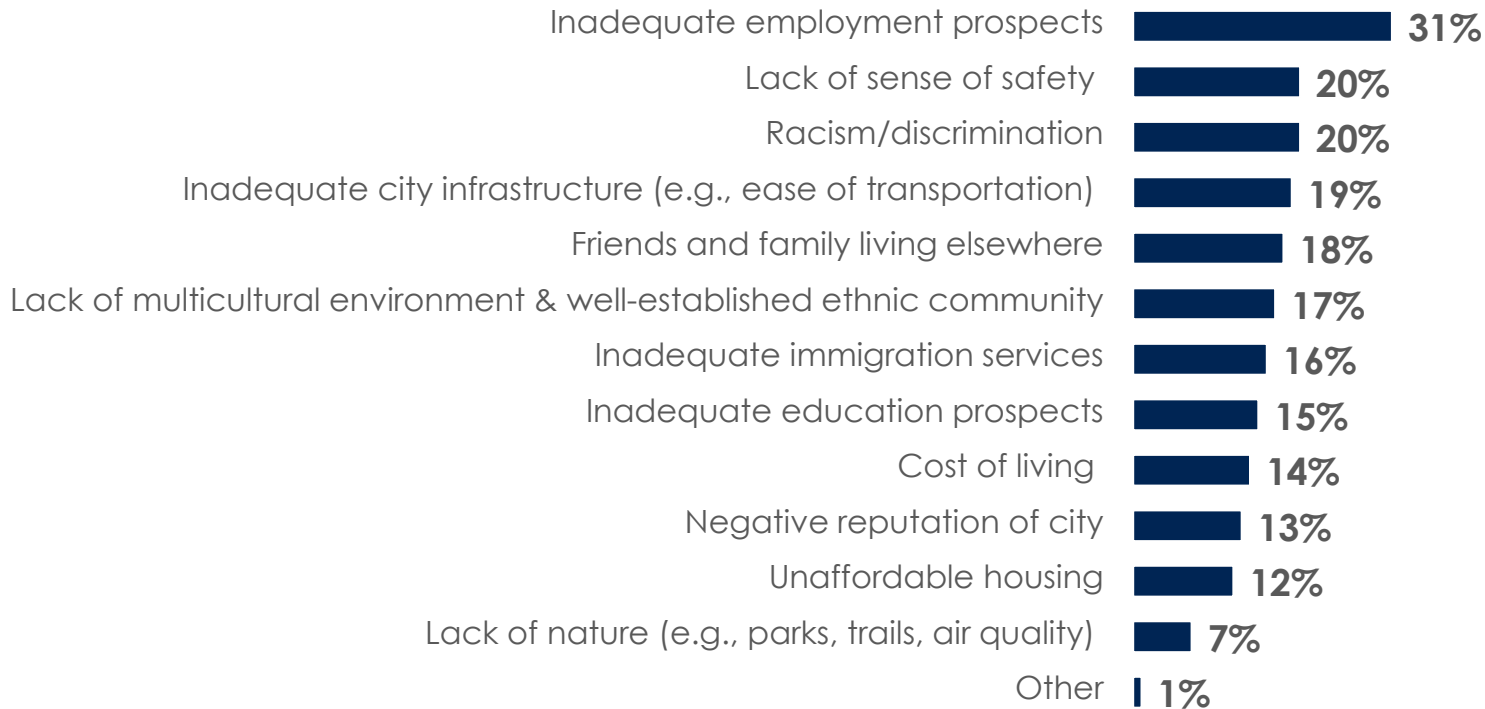 Inadequate employment prospects 31%
Lack of sense of safety 20%
Racism/discrimination 20%
Inadequate city infrastructure (e.g., ease of transportation) 19%
Friends and family living elsewhere 18%
Lack of multicultural environment & well-established ethnic community 17%
Inadequate immigration services 16%
Inadequate education prospects 15%
Cost of living 14%
Negative reputation of city 13%
Unaffordable housing 12%
Lack of nature (e.g., parks, trails, air quality) 7%
Other 1%